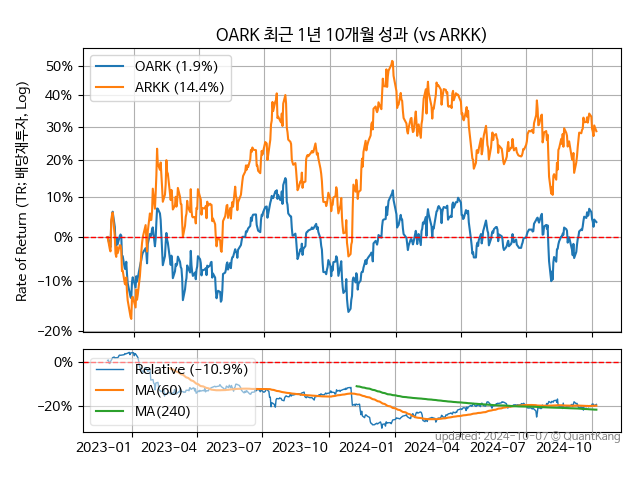 OARK 최근 1년 10개월 성과 (vs ARKK)
OARK (1.9%)
ARKK (14.4%)
Rate of Return (TR: 배당재투자, Log)
50%
40%
30%
20%
10%
0%
−10%
−20%
Relative (−10.9%)
MA(60)
MA(240)
0%
−20%
2023−01 2023−04 2023−07 2023−10 2024−01 2024−04 2024−07 2024−10
updated: 2024−10−07 © QuantKang